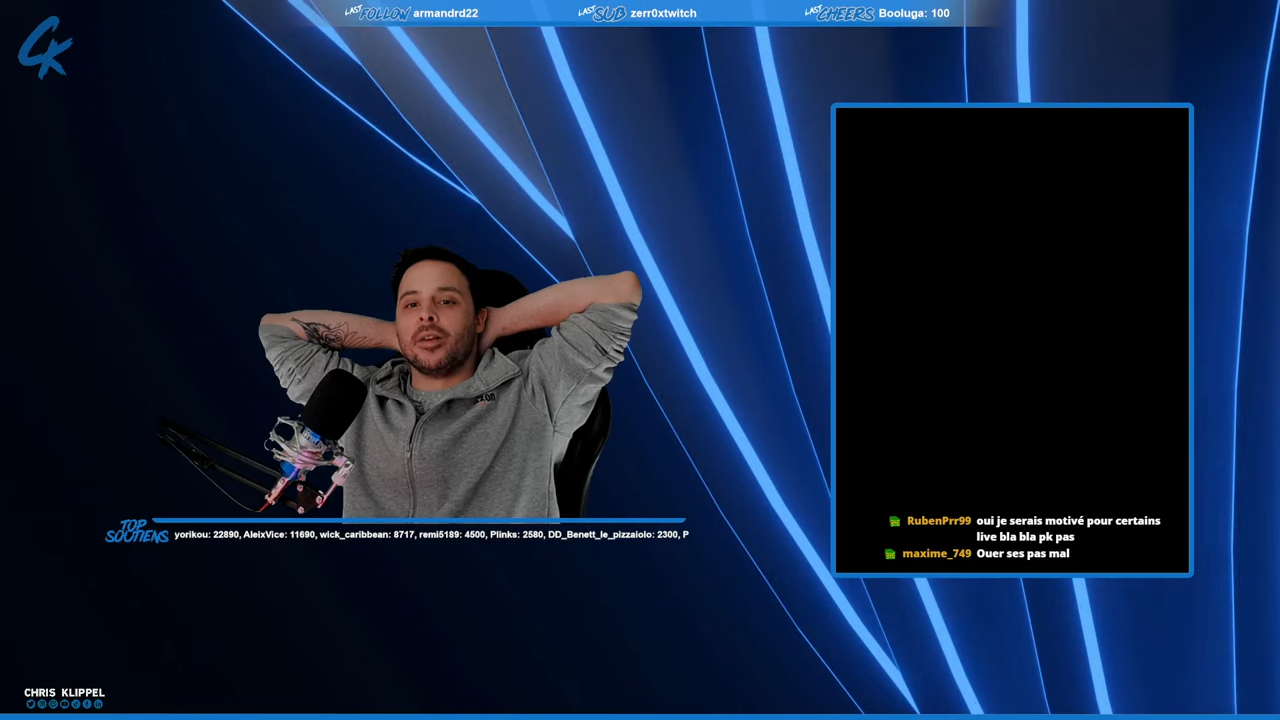 LAST FOLLOW armandrd22
LAST SUB zerr0xtwitch
LAST CHEERS Booluga: 100
CK
RubenPrr99 oui je serais motivé pour certains
live bla bla pk pas
maxime_749 Ouer ses pas mal
TOP
SOUTIENS
yorikou: 22890, AleixVice: 11690, wick_caribbean: 8717, remi5189: 4500, Plinks: 2580, DD_Benett_le_pizzaiolo: 2300, P
CHRIS KLIPPEL